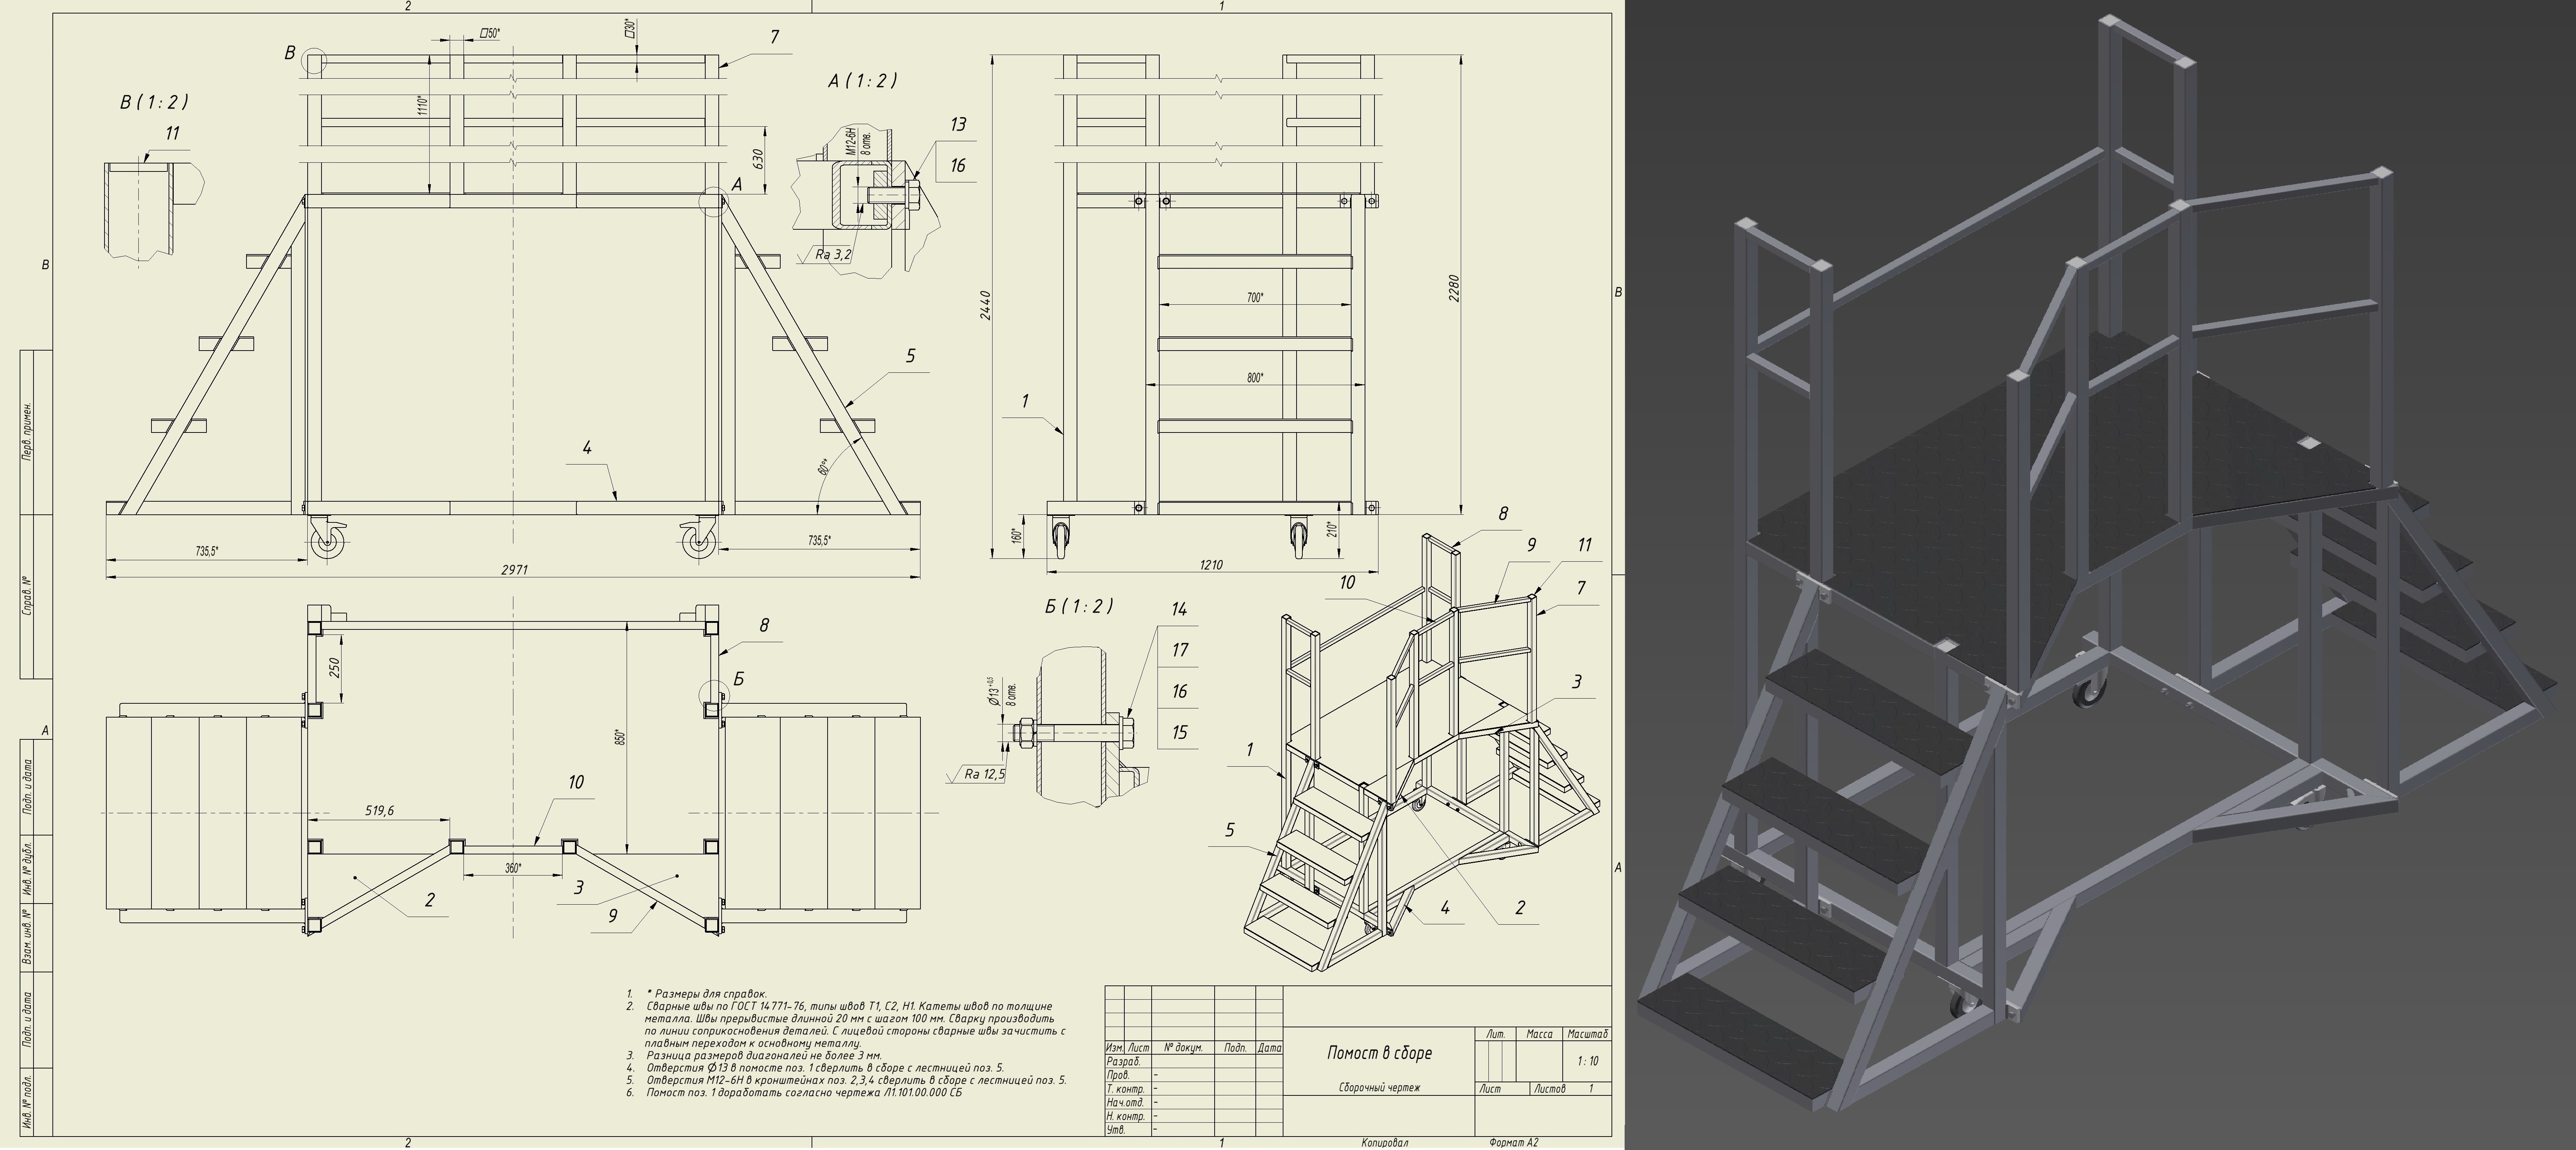 2
1
B
□50*
□30*
7
A ( 1 : 2 )
B ( 1 : 2 )
11
1110*
630
A
M12-6H
8 отв.
13
16
Ra 3,2
5
4
60°*
735,5*
735,5*
2971
2440
2280
700*
800*
1
160*
210*
1210
8
9
11
10
7
3
1
5
4
2
Б ( 1 : 2 )
14
17
16
15
Ø13⁺⁰·⁵
8 отв.
Ra 12,5
8
250
Б
850*
10
519,6
360*
3
2
9
B
B
A
A
Перв. примен.
Справ. №
Подп. и дата
Инв. № дубл.
Взам. инв. №
Подп. и дата
Инв. № подл.
1. * Размеры для справок.
2. Сварные швы по ГОСТ 14771-76, типы швов Т1, С2, Н1. Катеты швов по толщине
металла. Швы прерывистые длинной 20 мм с шагом 100 мм. Сварку производить
по линии соприкосновения деталей. С лицевой стороны сварные швы зачистить с
плавным переходом к основному металлу.
3. Разница размеров диагоналей не более 3 мм.
4. Отверстия Ø13 в помосте поз. 1 сверлить в сборе с лестницей поз. 5.
5. Отверстия М12-6Н в кронштейнах поз. 2,3,4 сверлить в сборе с лестницей поз. 5.
6. Помост поз. 1 доработать согласно чертежа Л1.101.00.000 СБ
Изм. Лист № докум. Подп. Дата
Разраб.
Пров. -
Т. контр. -
Нач.отд. -
Н. контр. -
Утв. -
Помост в сборе
Сборочный чертеж
Лит. Масса Масштаб
1 : 10
Лист Листов 1
2
1
Копировал Формат А2